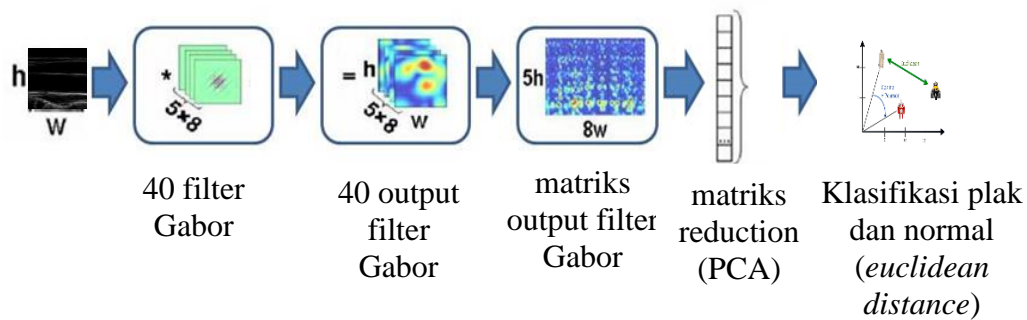 h
W
*
5×8
= h
5×8
w
5h
8w
...
40 filter
Gabor
40 output
filter
Gabor
matriks
output filter
Gabor
matriks
reduction
(PCA)
Klasifikasi plak
dan normal
(euclidean
distance)